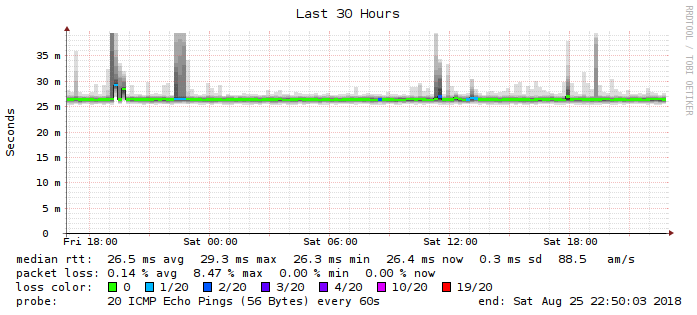 Last 30 Hours
RRDTOOL / TOBI OETIKER
Seconds
35 m
30 m
25 m
20 m
15 m
10 m
5 m
0
Fri 18:00 Sat 00:00 Sat 06:00 Sat 12:00 Sat 18:00
median rtt: 26.5 ms avg 29.3 ms max 26.3 ms min 26.4 ms now 0.3 ms sd 88.5 am/s
packet loss: 0.14 % avg 8.47 % max 0.00 % min 0.00 % now
loss color: 0 1/20 2/20 3/20 4/20 10/20 19/20
probe: 20 ICMP Echo Pings (56 Bytes) every 60s end: Sat Aug 25 22:50:03 2018